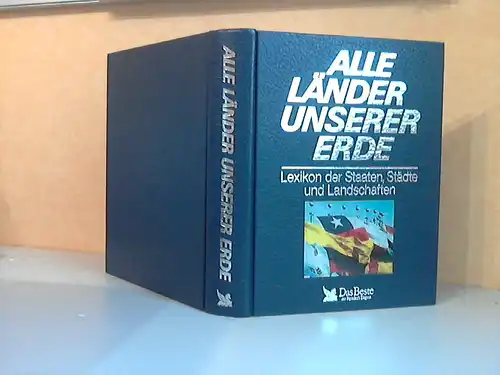 ALLE LÄNDER UNSERER ERDE
ALLE
LÄNDER
UNSERER
ERDE
Lexikon der Staaten, Städte
und Landschaften
Das Beste